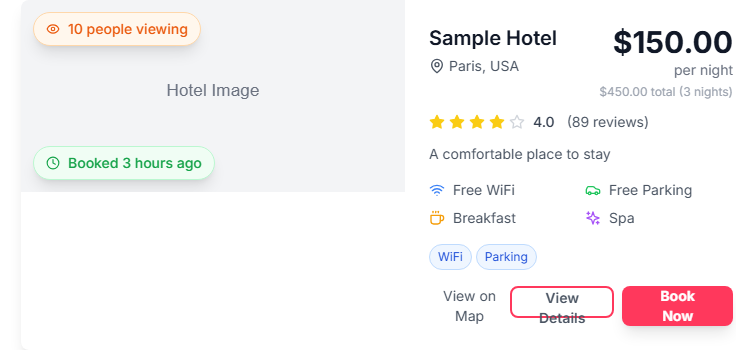 10 people viewing
Hotel Image
Booked 3 hours ago
Sample Hotel
$150.00
Paris, USA
per night
$450.00 total (3 nights)
4.0 (89 reviews)
A comfortable place to stay
Free WiFi
Free Parking
Breakfast
Spa
WiFi
Parking
View on
Map
View
Details
Book
Now